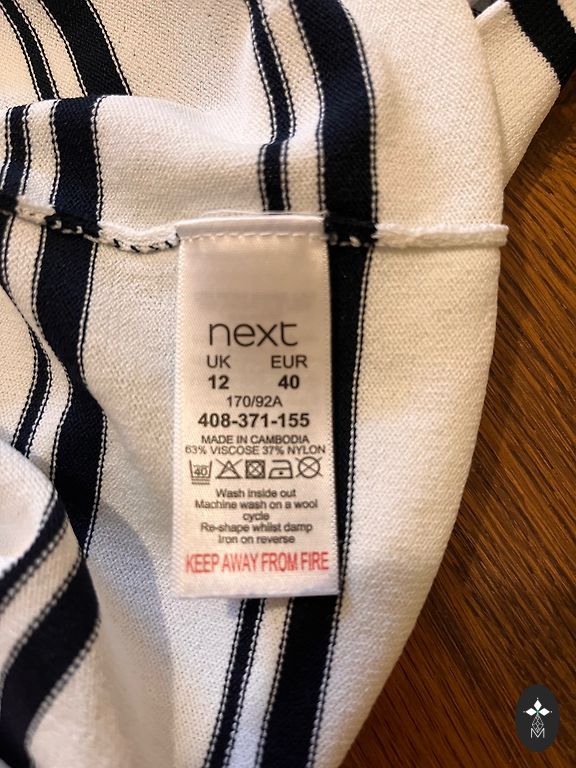 next
UK EUR
12 40
170/92A
408-371-155
MADE IN CAMBODIA
63% VISCOSE 37% NYLON
40
Wash inside out
Machine wash on a wool
cycle
Re-shape whilst damp
Iron on reverse
KEEP AWAY FROM FIRE
M